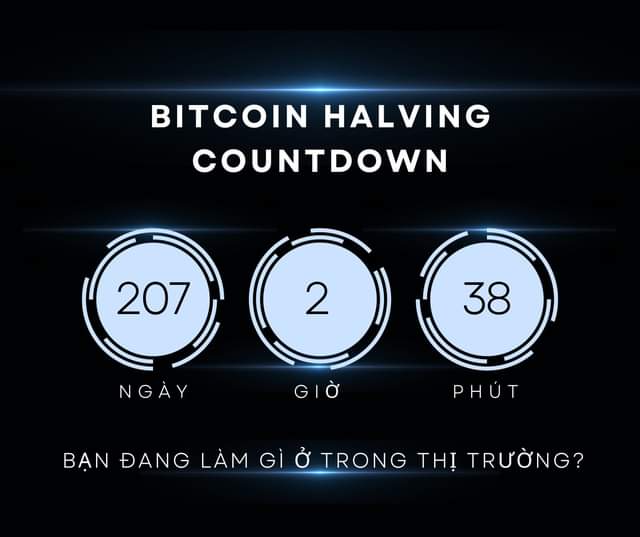 BITCOIN HALVING
COUNTDOWN
207 2 38
NGÀY GIỜ PHÚT
BẠN ĐANG LÀM GÌ Ở TRONG THỊ TRƯỜNG?